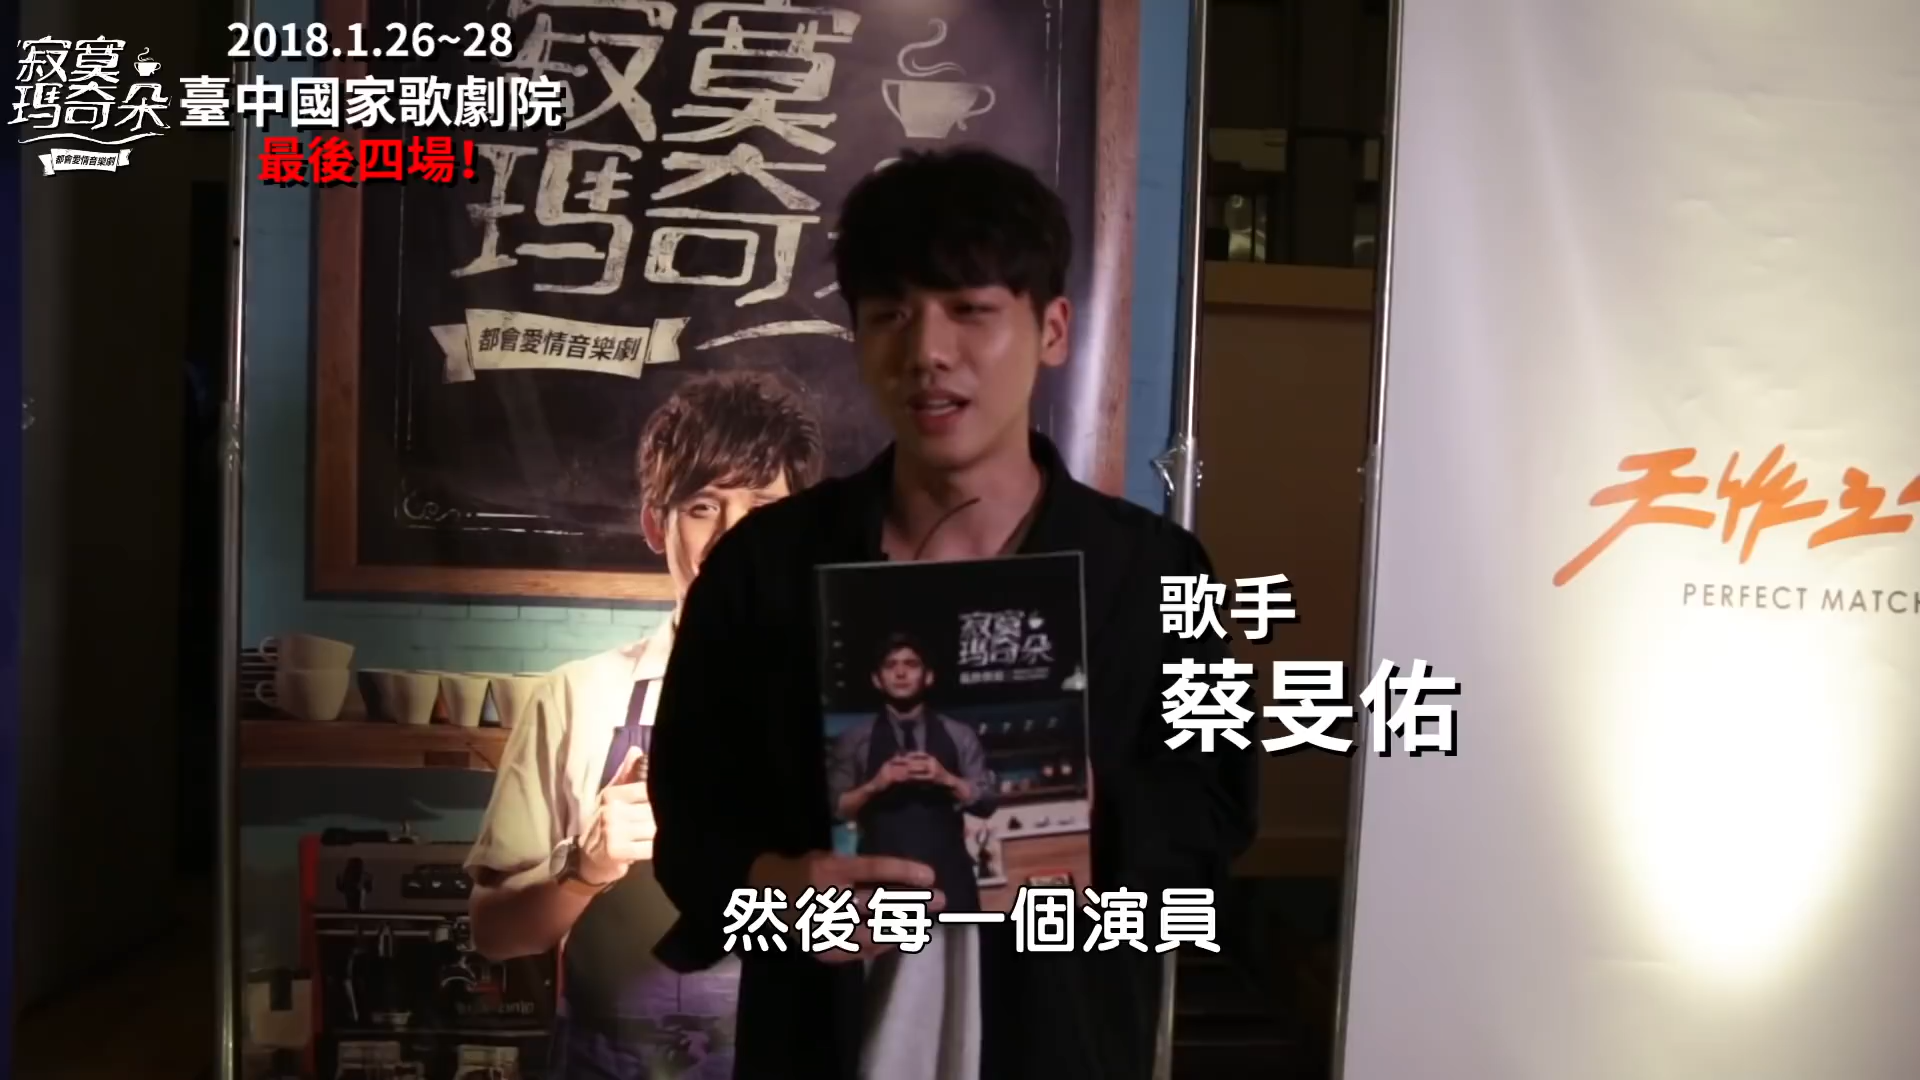 2018.1.26~28
寂寞
瑪奇朵
都會愛情音樂劇
臺中國家歌劇院
最後四場!
寂寞
瑪奇
都會愛情音樂劇
天作之
PERFECT MATCH
寂寞
瑪奇朵
歌手
蔡旻佑
然後每一個演員